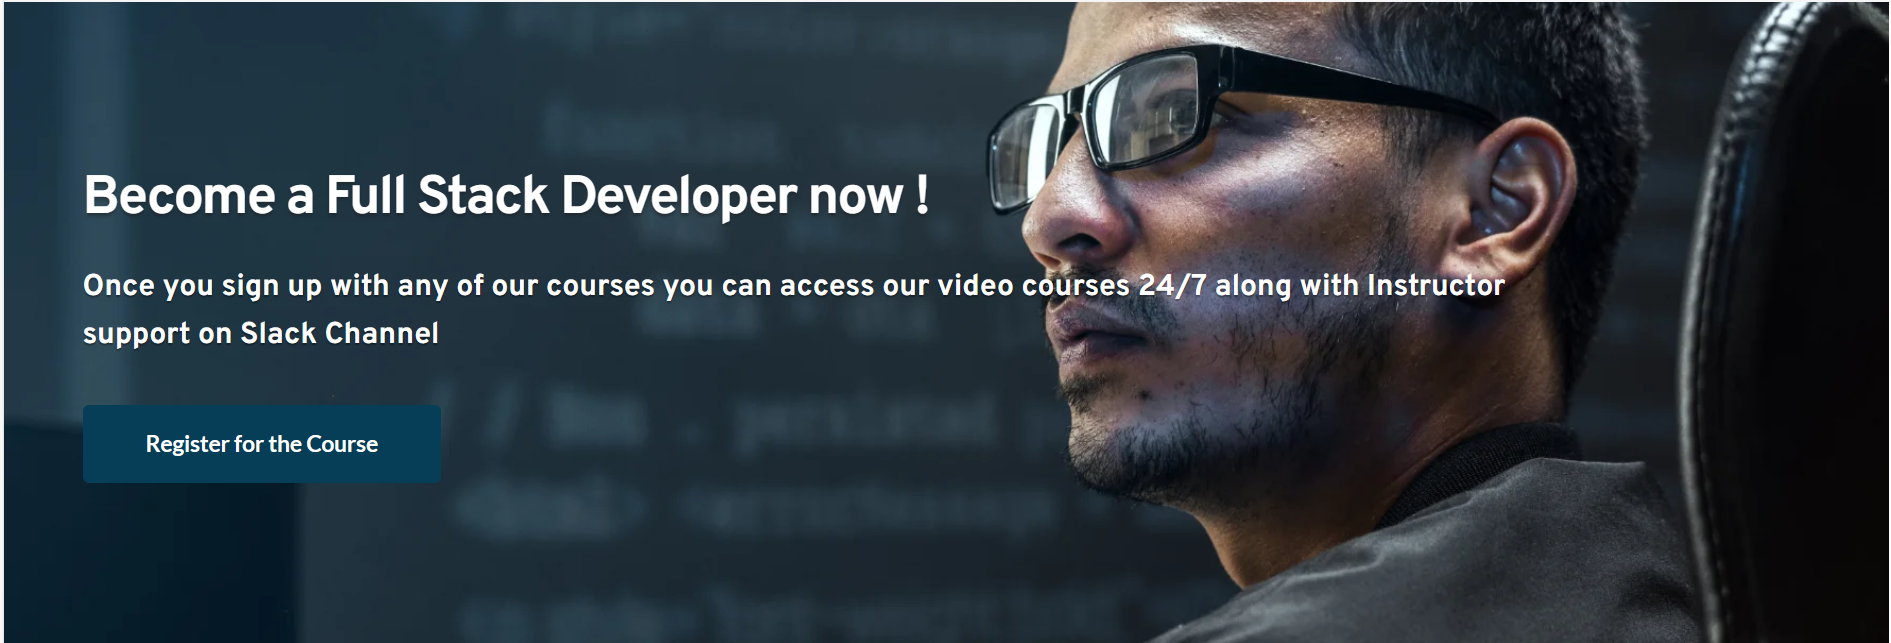 Become a Full Stack Developer now !
Once you sign up with any of our courses you can access our video courses 24/7 along with Instructor
support on Slack Channel
Register for the Course